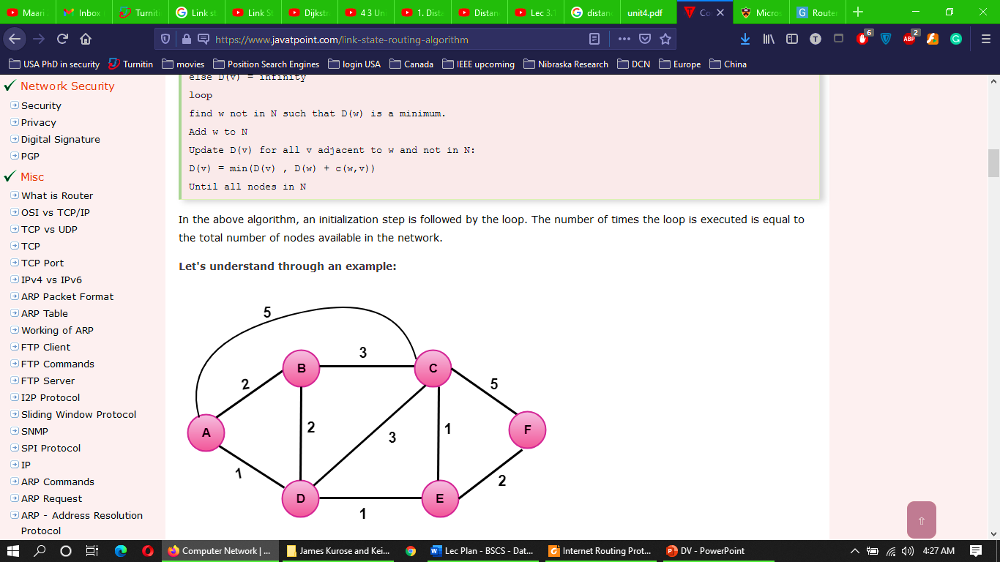 Maari
Inbox
Turniti
Link st
Link St
Dijkstr
4 3 Un
1. Dista
Distan
Lec 3.
distan
unit4.pdf
Co
Micros
Route
https://www.javatpoint.com/link-state-routing-algorithm
6
2
USA PhD in security
Turnitin
movies
Position Search Engines
login USA
Canada
IEEE upcoming
Nibraska Research
DCN
Europe
China
Network Security
Security
Privacy
Digital Signature
PGP
Misc
What is Router
OSI vs TCP/IP
TCP vs UDP
TCP
TCP Port
IPv4 vs IPv6
ARP Packet Format
ARP Table
Working of ARP
FTP Client
FTP Commands
FTP Server
I2P Protocol
Sliding Window Protocol
SNMP
SPI Protocol
IP
ARP Commands
ARP Request
ARP - Address Resolution
Protocol
else D(v) = infinity
loop
find w not in N such that D(w) is a minimum.
Add w to N
Update D(v) for all v adjacent to w and not in N:
D(v) = min(D(v) , D(w) + c(w,v))
Until all nodes in N
In the above algorithm, an initialization step is followed by the loop. The number of times the loop is executed is equal to
the total number of nodes available in the network.
Let's understand through an example:
5
3
B
C
2
5
2
3
1
A
F
1
2
D
E
1
Computer Network | ...
James Kurose and Kei...
Lec Plan - BSCS - Dat...
Internet Routing Prot...
DV - PowerPoint
4:27 AM